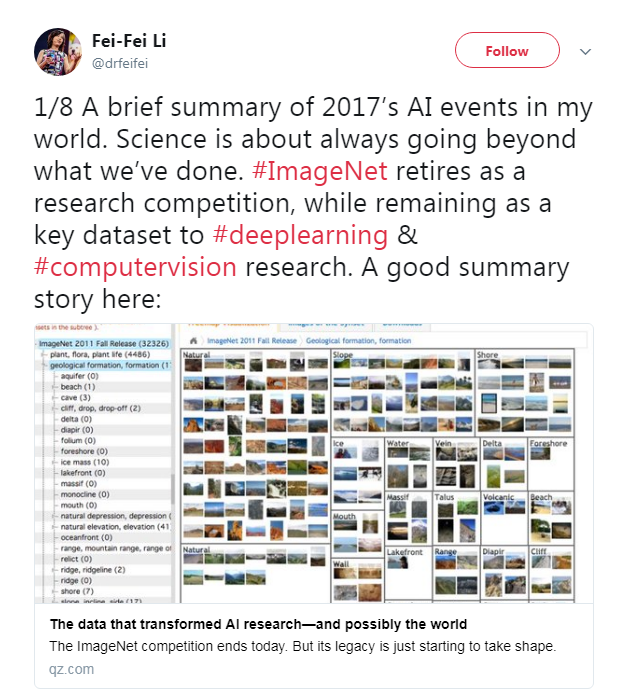 Fei-Fei Li
@drfeifei
Follow
1/8 A brief summary of 2017’s AI events in my
world. Science is about always going beyond
what we’ve done. #ImageNet retires as a
research competition, while remaining as a
key dataset to #deeplearning &
#computervision research. A good summary
story here:
sets in the subtree ).
ImageNet 2011 Fall Release (32326)
plant, flora, plant life (4486)
geological formation, formation (1
aquifer (0)
beach (1)
cave (3)
cliff, drop, drop-off (2)
delta (0)
diapir (0)
folium (0)
foreshore (0)
ice mass (10)
lakefront (0)
massif (0)
monocline (0)
mouth (0)
natural depression, depression (
natural elevation, elevation (41
oceanfront (0)
range, mountain range, range of
relict (0)
ridge, ridgeline (2)
ridge (0)
shore (7)
slope, incline, side (17)
Treemap Visualization Images of the Synset Downloads
ImageNet 2011 Fall Release Geological formation, formation
Natural Slope Shore
Ice Water Vein Delta Foreshore
Massif Talus Volcanic Beach
Mouth
Natural Lakefront Range Diapir Cliff
Wall
The data that transformed AI research—and possibly the world
The ImageNet competition ends today. But its legacy is just starting to take shape.
qz.com